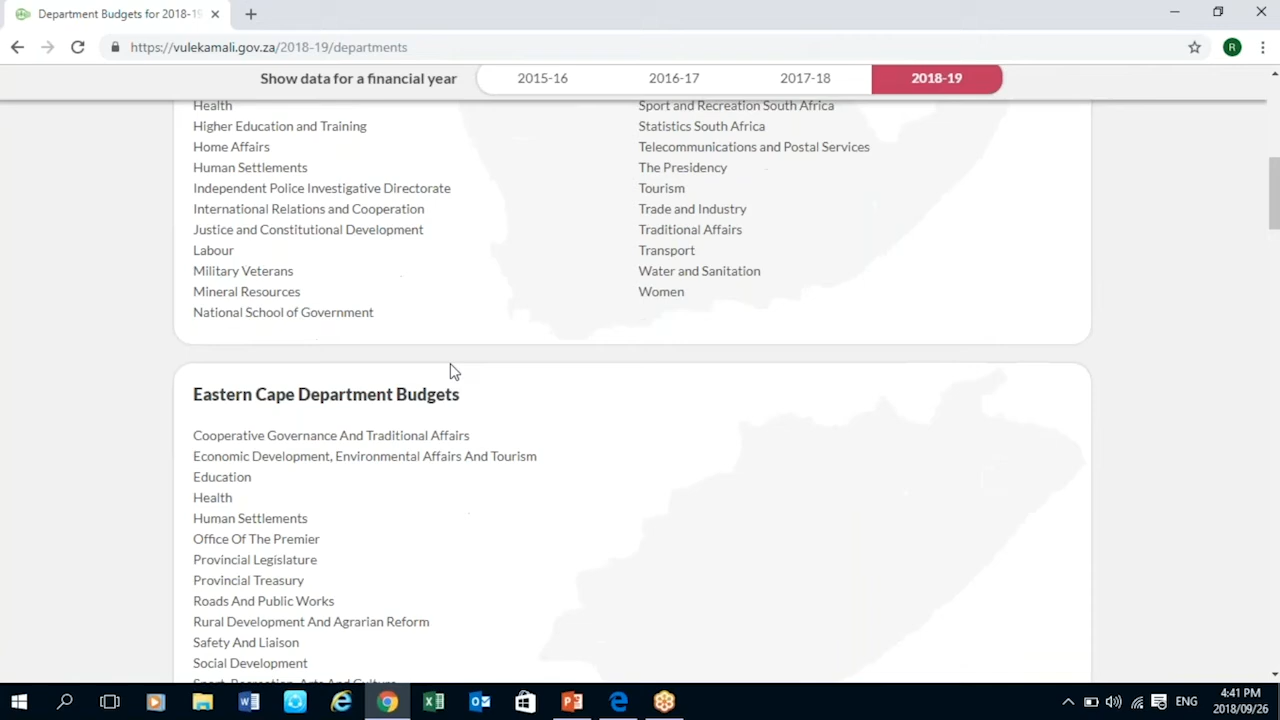 Department Budgets for 2018-19
https://vulekamali.gov.za/2018-19/departments
R
Show data for a financial year
2015-16
2016-17
2017-18
2018-19
Health
Higher Education and Training
Home Affairs
Human Settlements
Independent Police Investigative Directorate
International Relations and Cooperation
Justice and Constitutional Development
Labour
Military Veterans
Mineral Resources
National School of Government
Sport and Recreation South Africa
Statistics South Africa
Telecommunications and Postal Services
The Presidency
Tourism
Trade and Industry
Traditional Affairs
Transport
Water and Sanitation
Women
Eastern Cape Department Budgets
Cooperative Governance And Traditional Affairs
Economic Development, Environmental Affairs And Tourism
Education
Health
Human Settlements
Office Of The Premier
Provincial Legislature
Provincial Treasury
Roads And Public Works
Rural Development And Agrarian Reform
Safety And Liaison
Social Development
Sport, Recreation, Arts And Culture
ENG
4:41 PM
2018/09/26